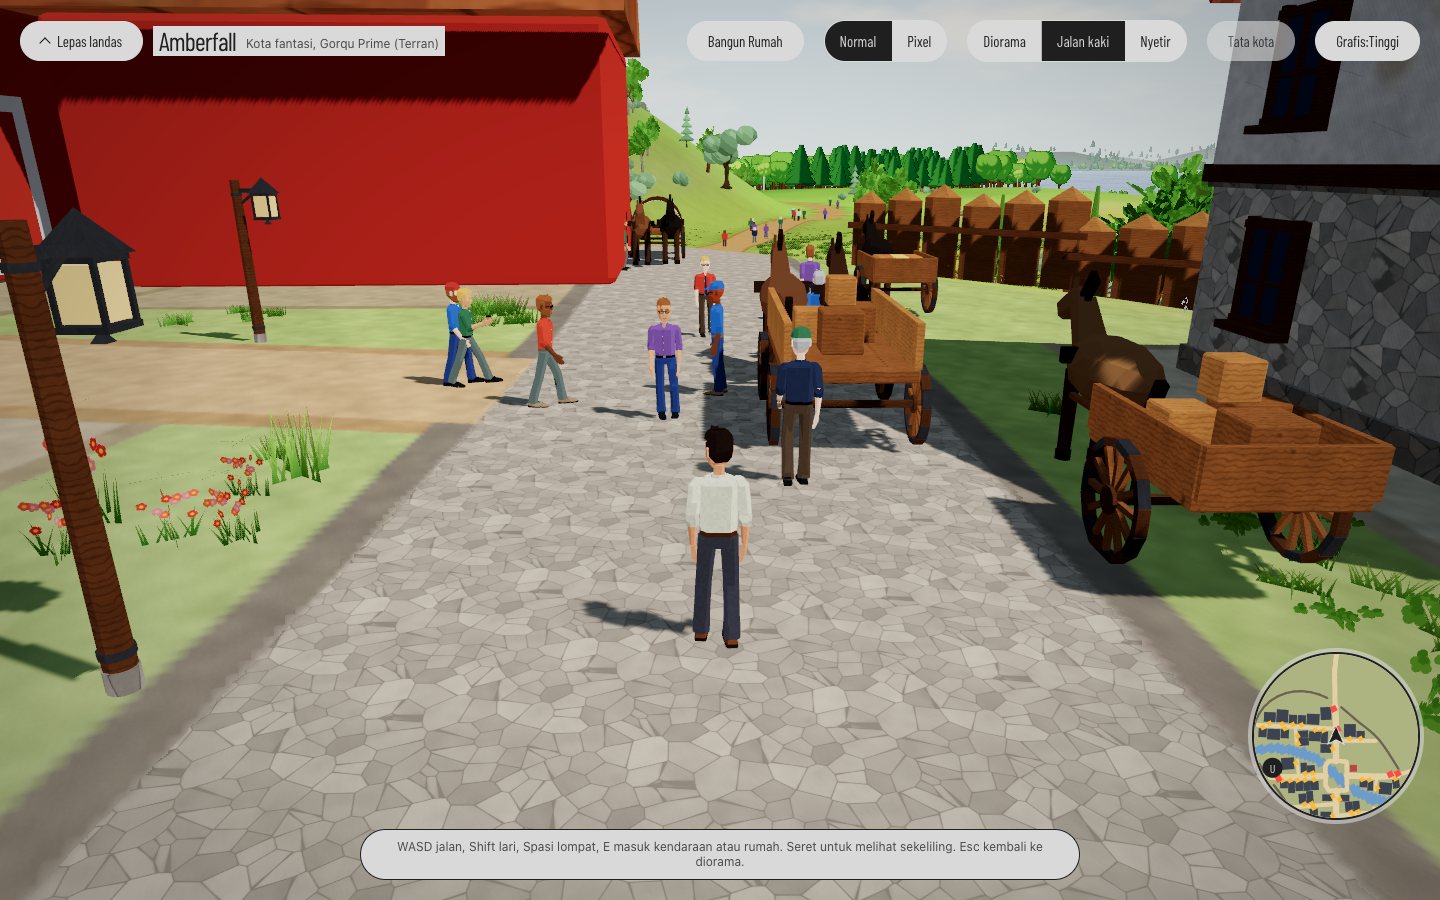 Lepas landas
Amberfall Kota fantasi, Gorqu Prime (Terran)
Bangun Rumah
Normal Pixel
Diorama Jalan kaki Nyetir
Tata kota
Grafis:Tinggi
U
WASD jalan, Shift lari, Spasi lompat, E masuk kendaraan atau rumah. Seret untuk melihat sekeliling. Esc kembali ke
diorama.